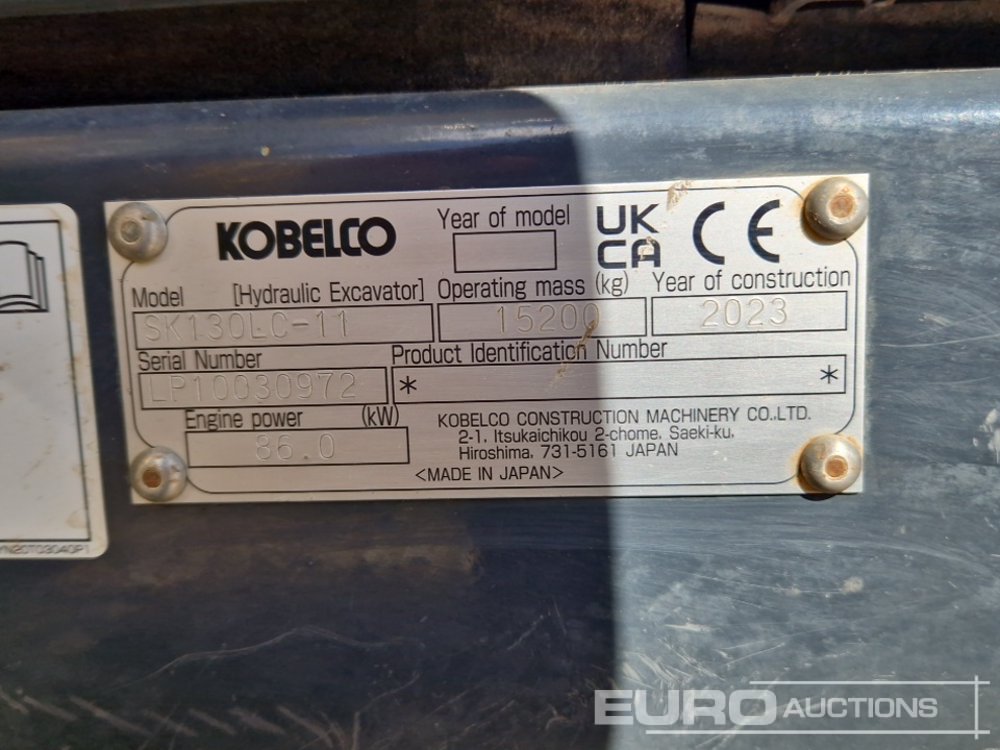 KOBELCO
Year of model
UK
CA
CE
Model [Hydraulic Excavator]
SK130LC-11
Operating mass (kg)
15200
Year of construction
2023
Serial Number
LP10030972
Product Identification Number
* *
Engine power (kW)
86.0
KOBELCO CONSTRUCTION MACHINERY CO.,LTD.
2-1, Itsukaichikou 2-chome, Saeki-ku,
Hiroshima, 731-5161 JAPAN
<MADE IN JAPAN>
YN20T03040P1
EURO AUCTIONS